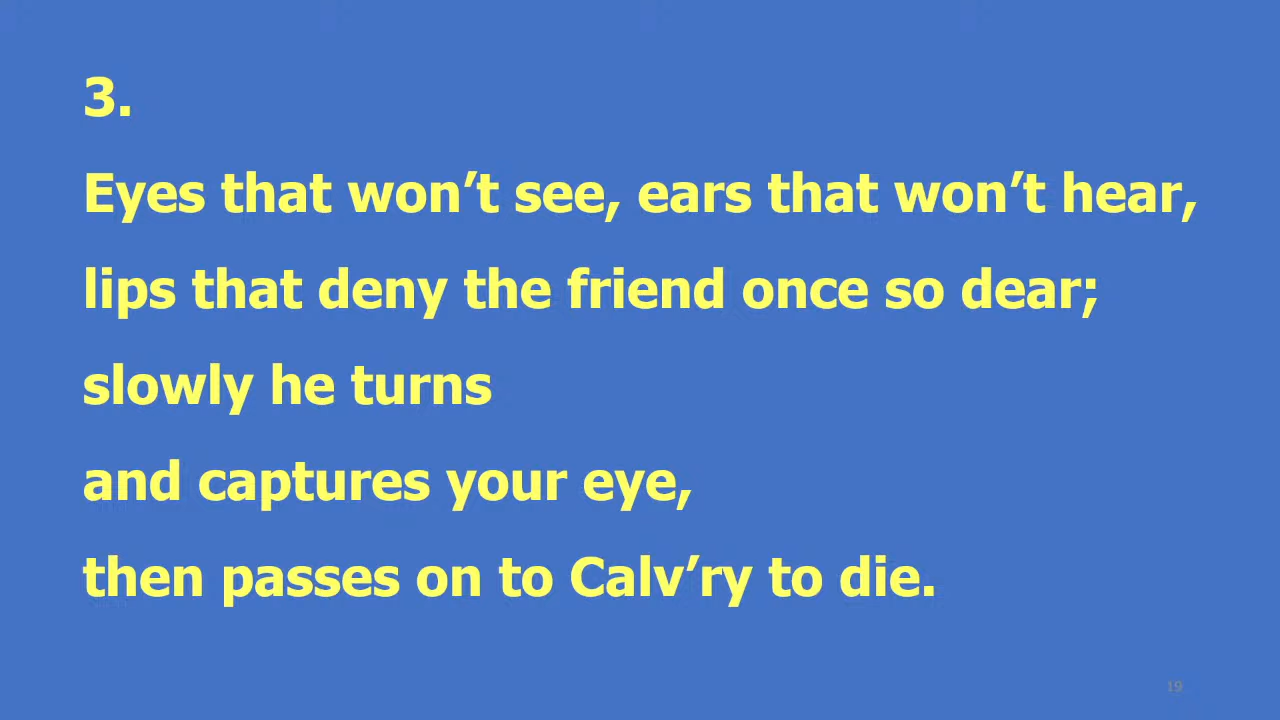 3.
Eyes that won’t see, ears that won’t hear,
lips that deny the friend once so dear;
slowly he turns
and captures your eye,
then passes on to Calv’ry to die.
19